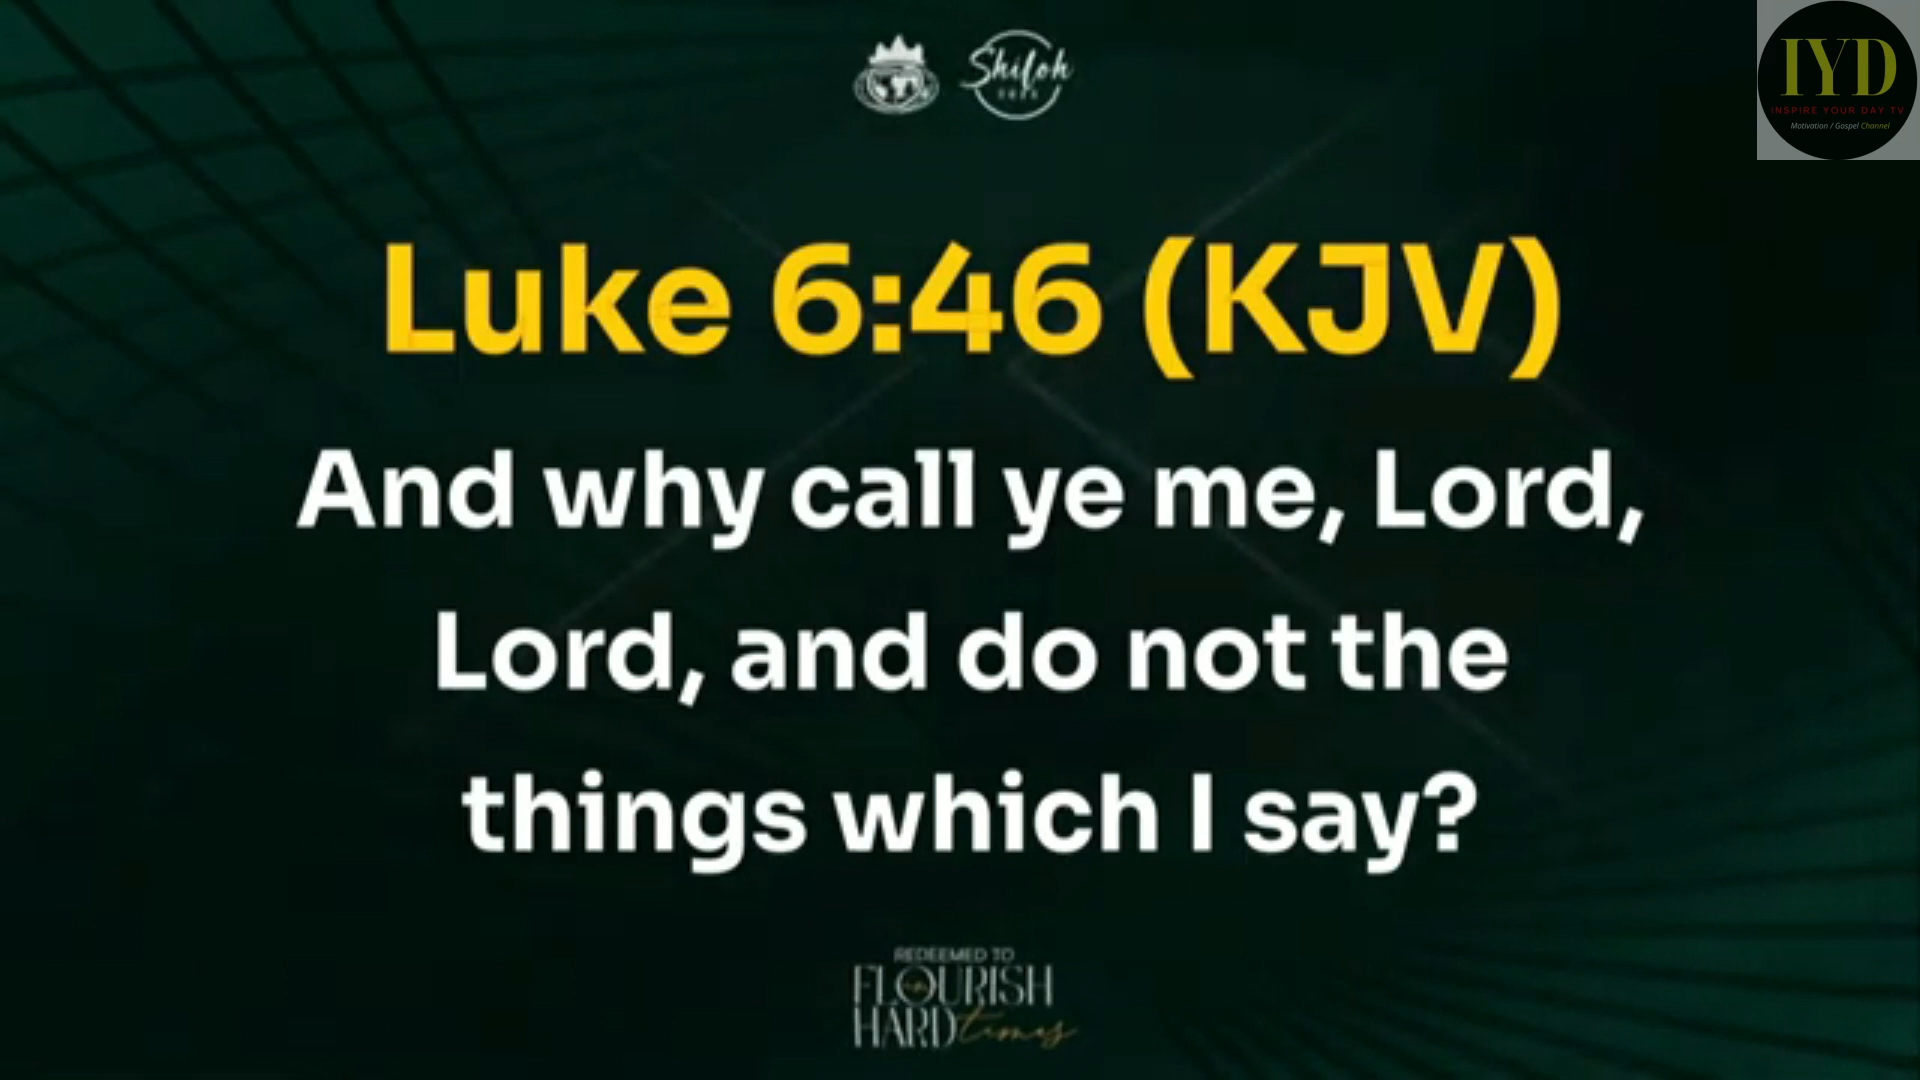 Shiloh
IYD
INSPIRE YOUR DAY TV
Motivation / Gospel Channel
Luke 6:46 (KJV)
And why call ye me, Lord,
Lord, and do not the
things which I say?
REDEEMED TO
FLOURISH
in
HARD times